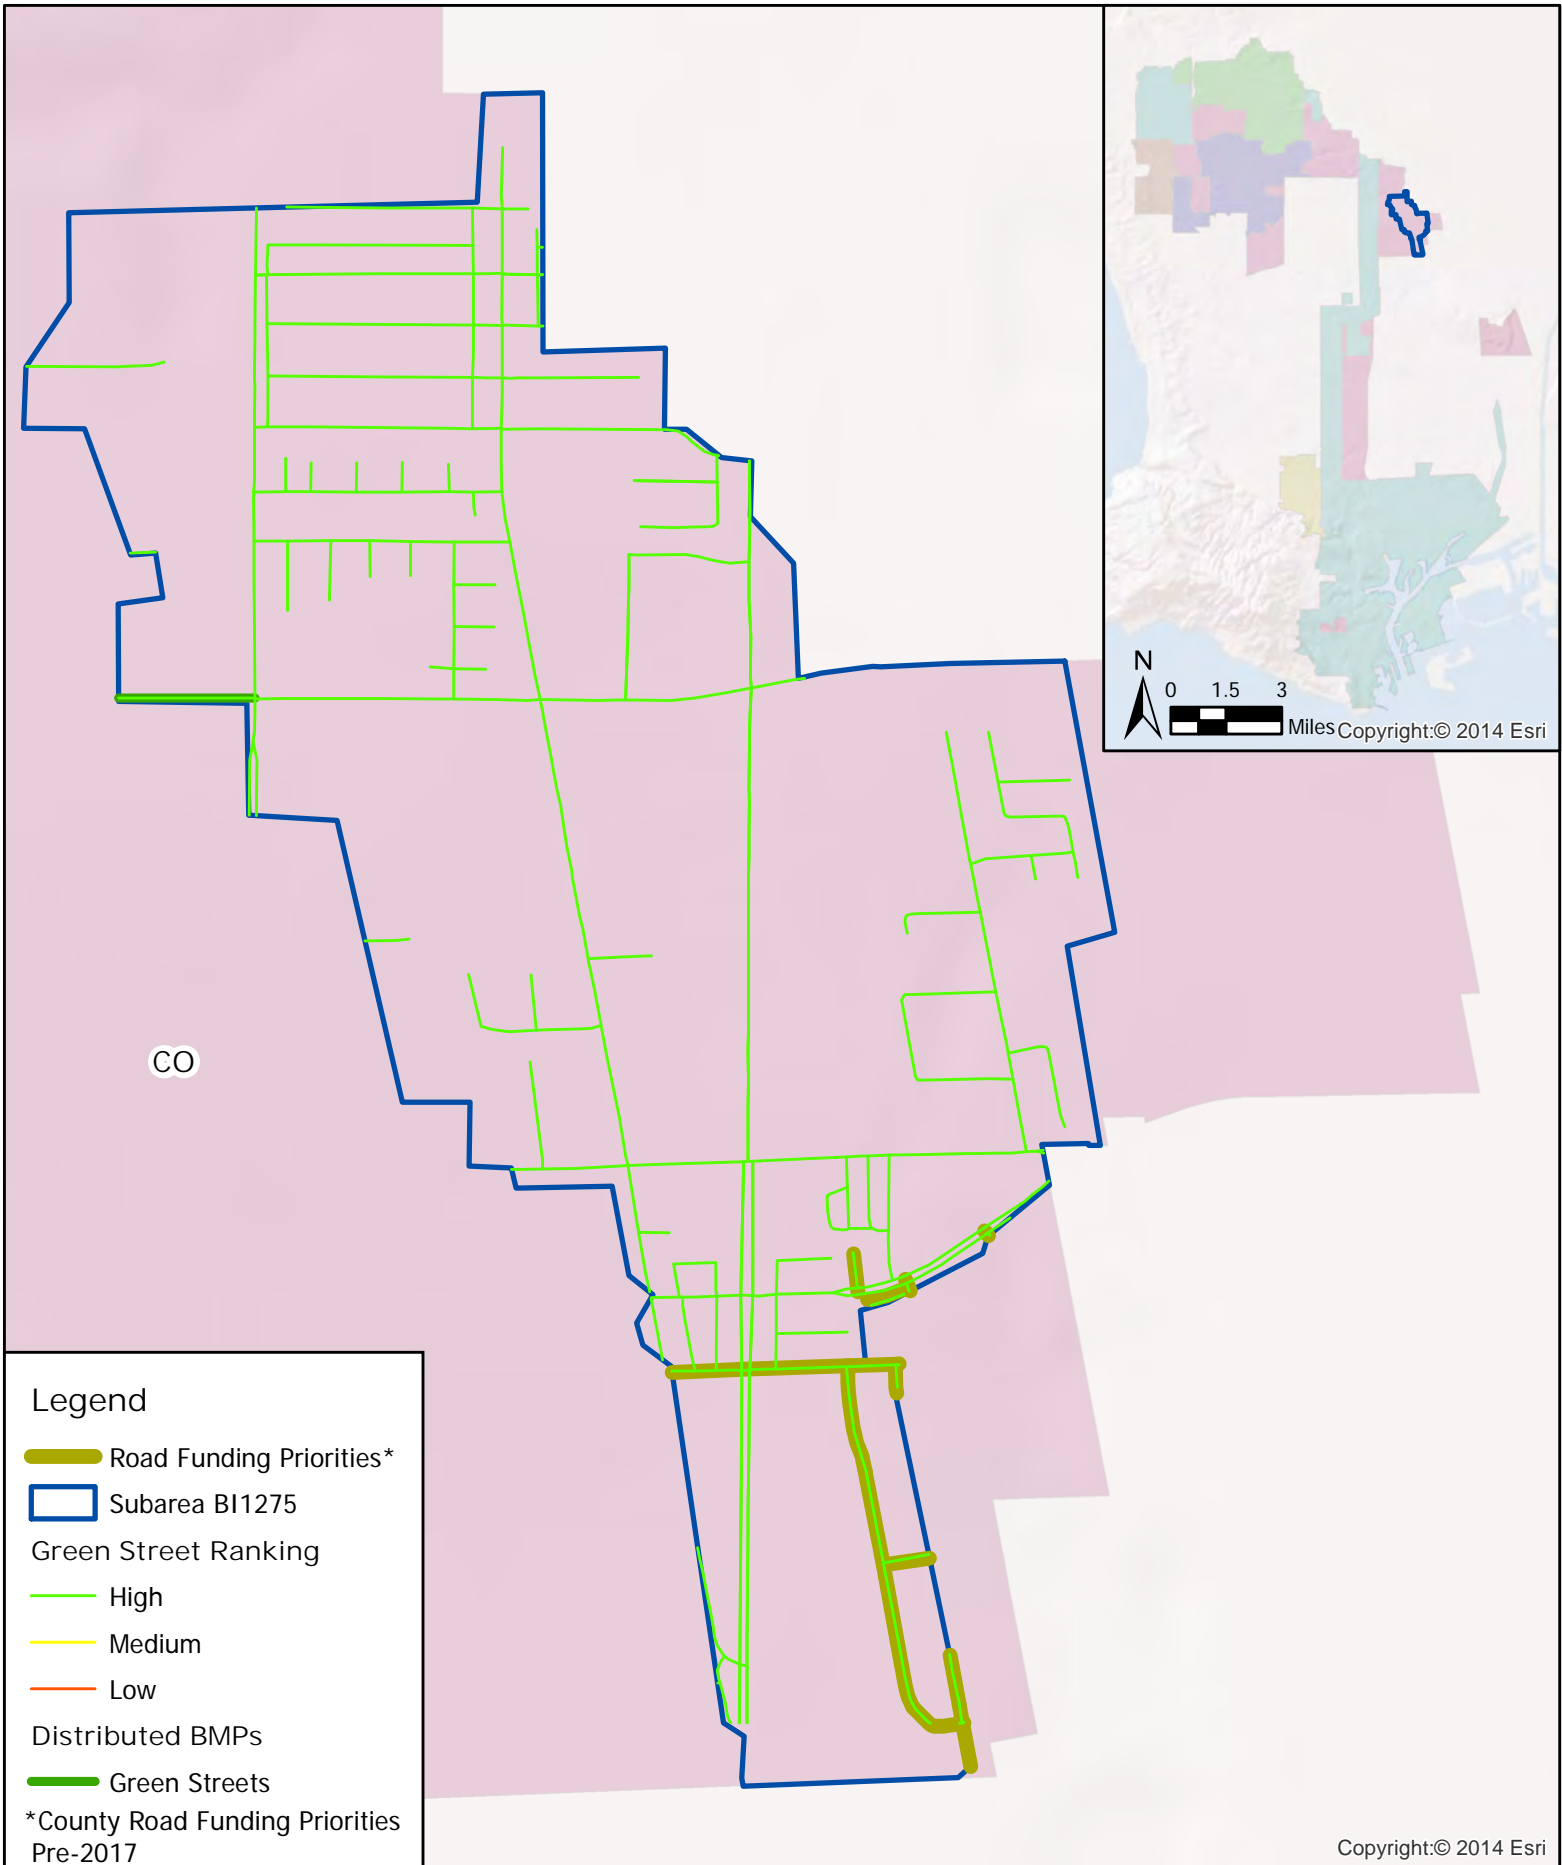 N
0 1.5 3
Miles
Copyright:© 2014 Esri
CO
Legend
Road Funding Priorities*
Subarea BI1275
Green Street Ranking
High
Medium
Low
Distributed BMPs
Green Streets
*County Road Funding Priorities
Pre-2017
Copyright:© 2014 Esri